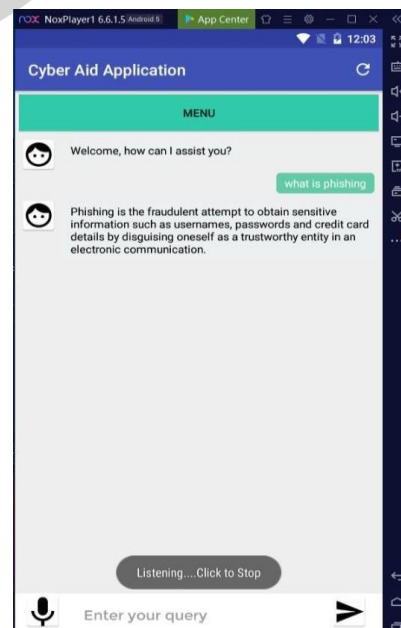 nox NoxPlayer1 6.6.1.5 Android 5 App Center
12:03
Cyber Aid Application
MENU
Welcome, how can I assist you?
what is phishing
Phishing is the fraudulent attempt to obtain sensitive
information such as usernames, passwords and credit card
details by disguising oneself as a trustworthy entity in an
electronic communication.
Listening....Click to Stop
Enter your query